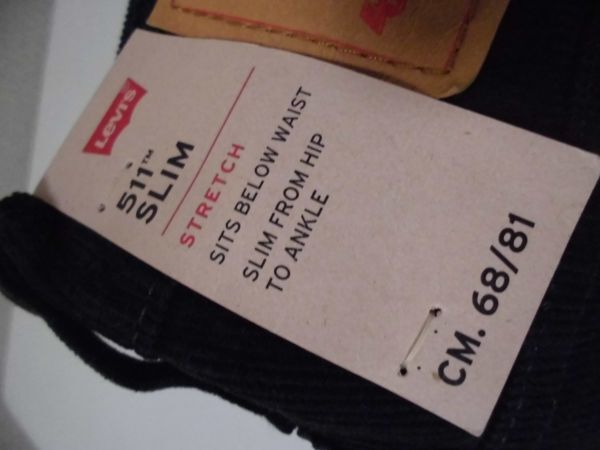 LEVI'S
511™
SLIM
STRETCH
SITS BELOW WAIST
SLIM FROM HIP
TO ANKLE
CM. 68/81